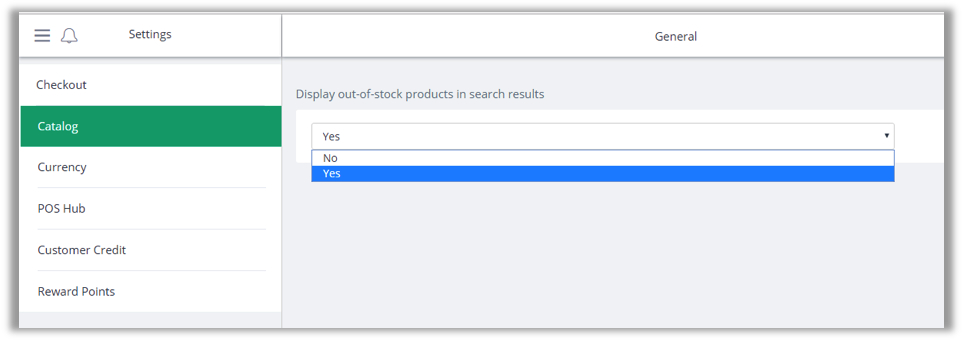 Settings
General
Checkout
Catalog
Currency
POS Hub
Customer Credit
Reward Points
Display out-of-stock products in search results
Yes
No
Yes